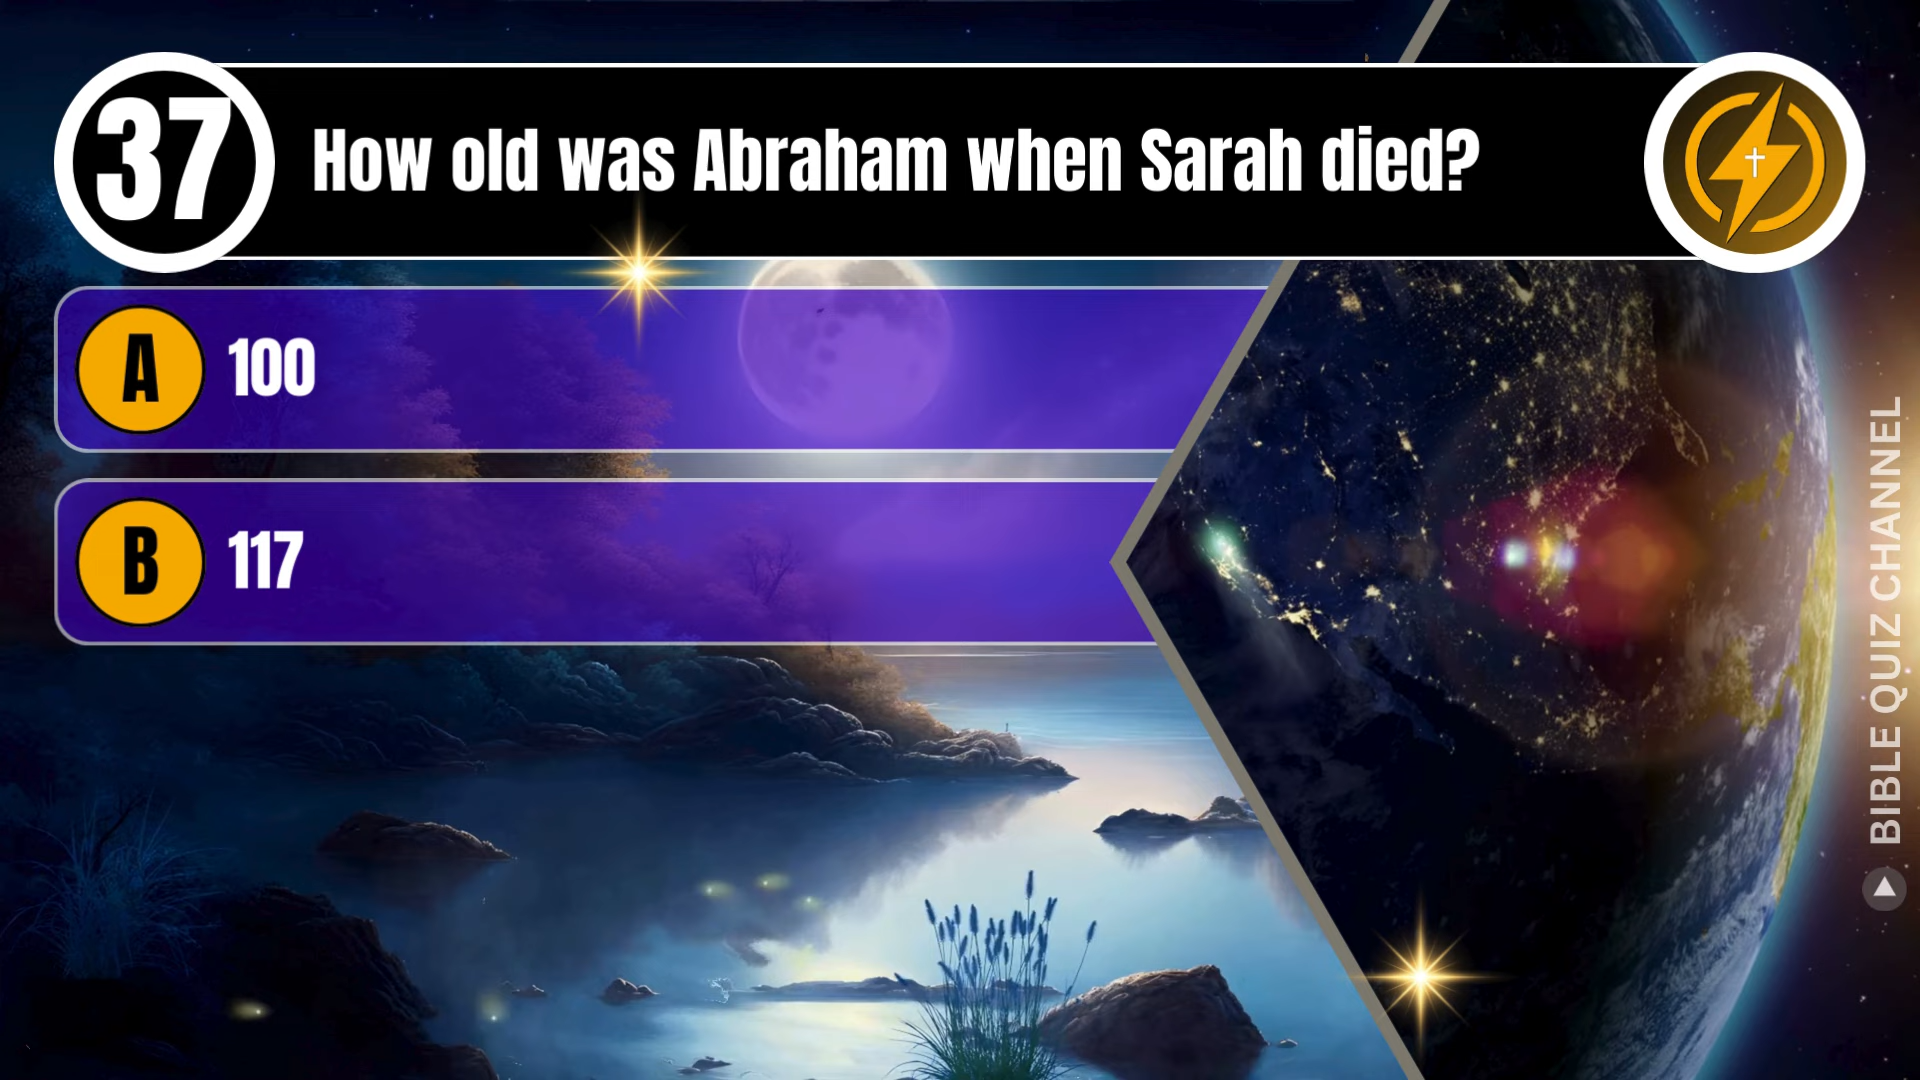 37
How old was Abraham when Sarah died?
A
100
B
117
BIBLE QUIZ CHANNEL